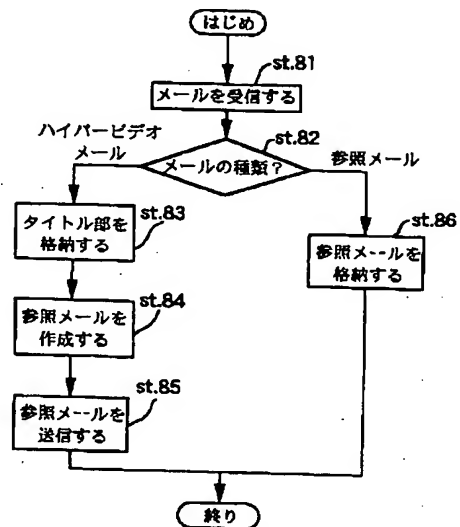 はじめ
st.81
メールを受信する
st.82
メールの種類?
ハイパービデオ
メール
参照メール
st.83
タイトル部を
格納する
st.84
参照メールを
作成する
st.85
参照メールを
送信する
st.86
参照メールを
格納する
終り